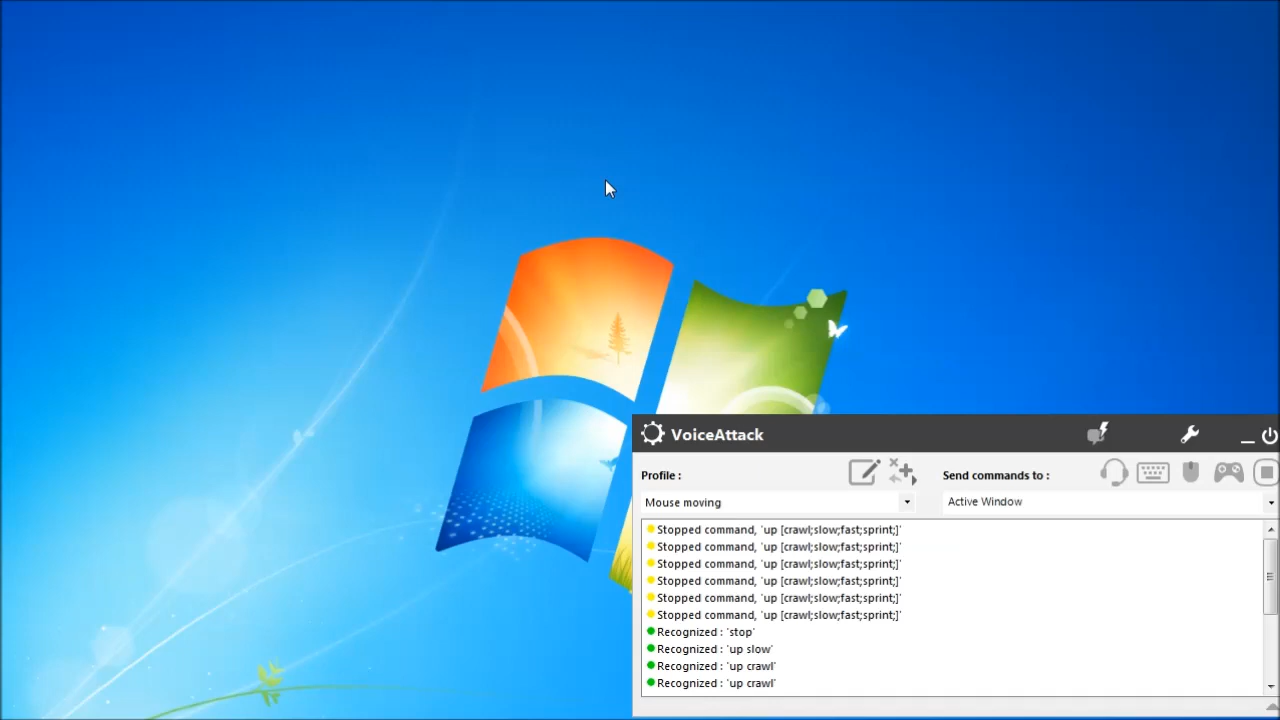 VoiceAttack
Profile :
Send commands to :
Mouse moving
Active Window
Stopped command, 'up [crawl;slow;fast;sprint;]'
Stopped command, 'up [crawl;slow;fast;sprint;]'
Stopped command, 'up [crawl;slow;fast;sprint;]'
Stopped command, 'up [crawl;slow;fast;sprint;]'
Stopped command, 'up [crawl;slow;fast;sprint;]'
Stopped command, 'up [crawl;slow;fast;sprint;]'
Recognized : 'stop'
Recognized : 'up slow'
Recognized : 'up crawl'
Recognized : 'up crawl'